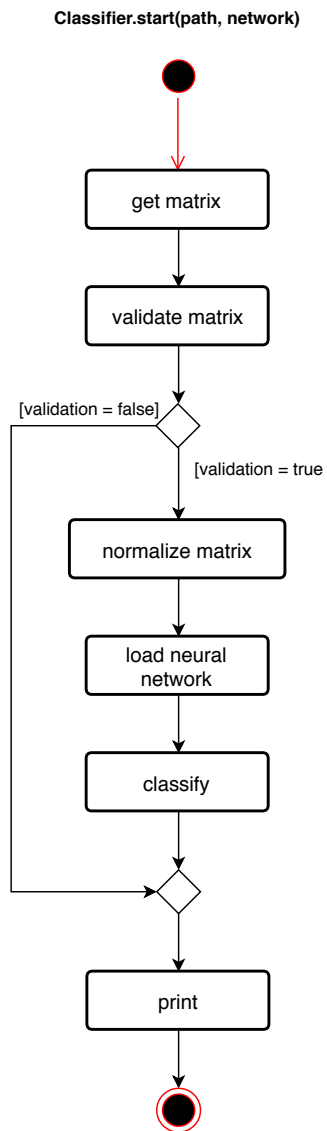 Classifier.start(path, network)
get matrix
validate matrix
[validation = false]
[validation = true
normalize matrix
load neural
network
classify
print